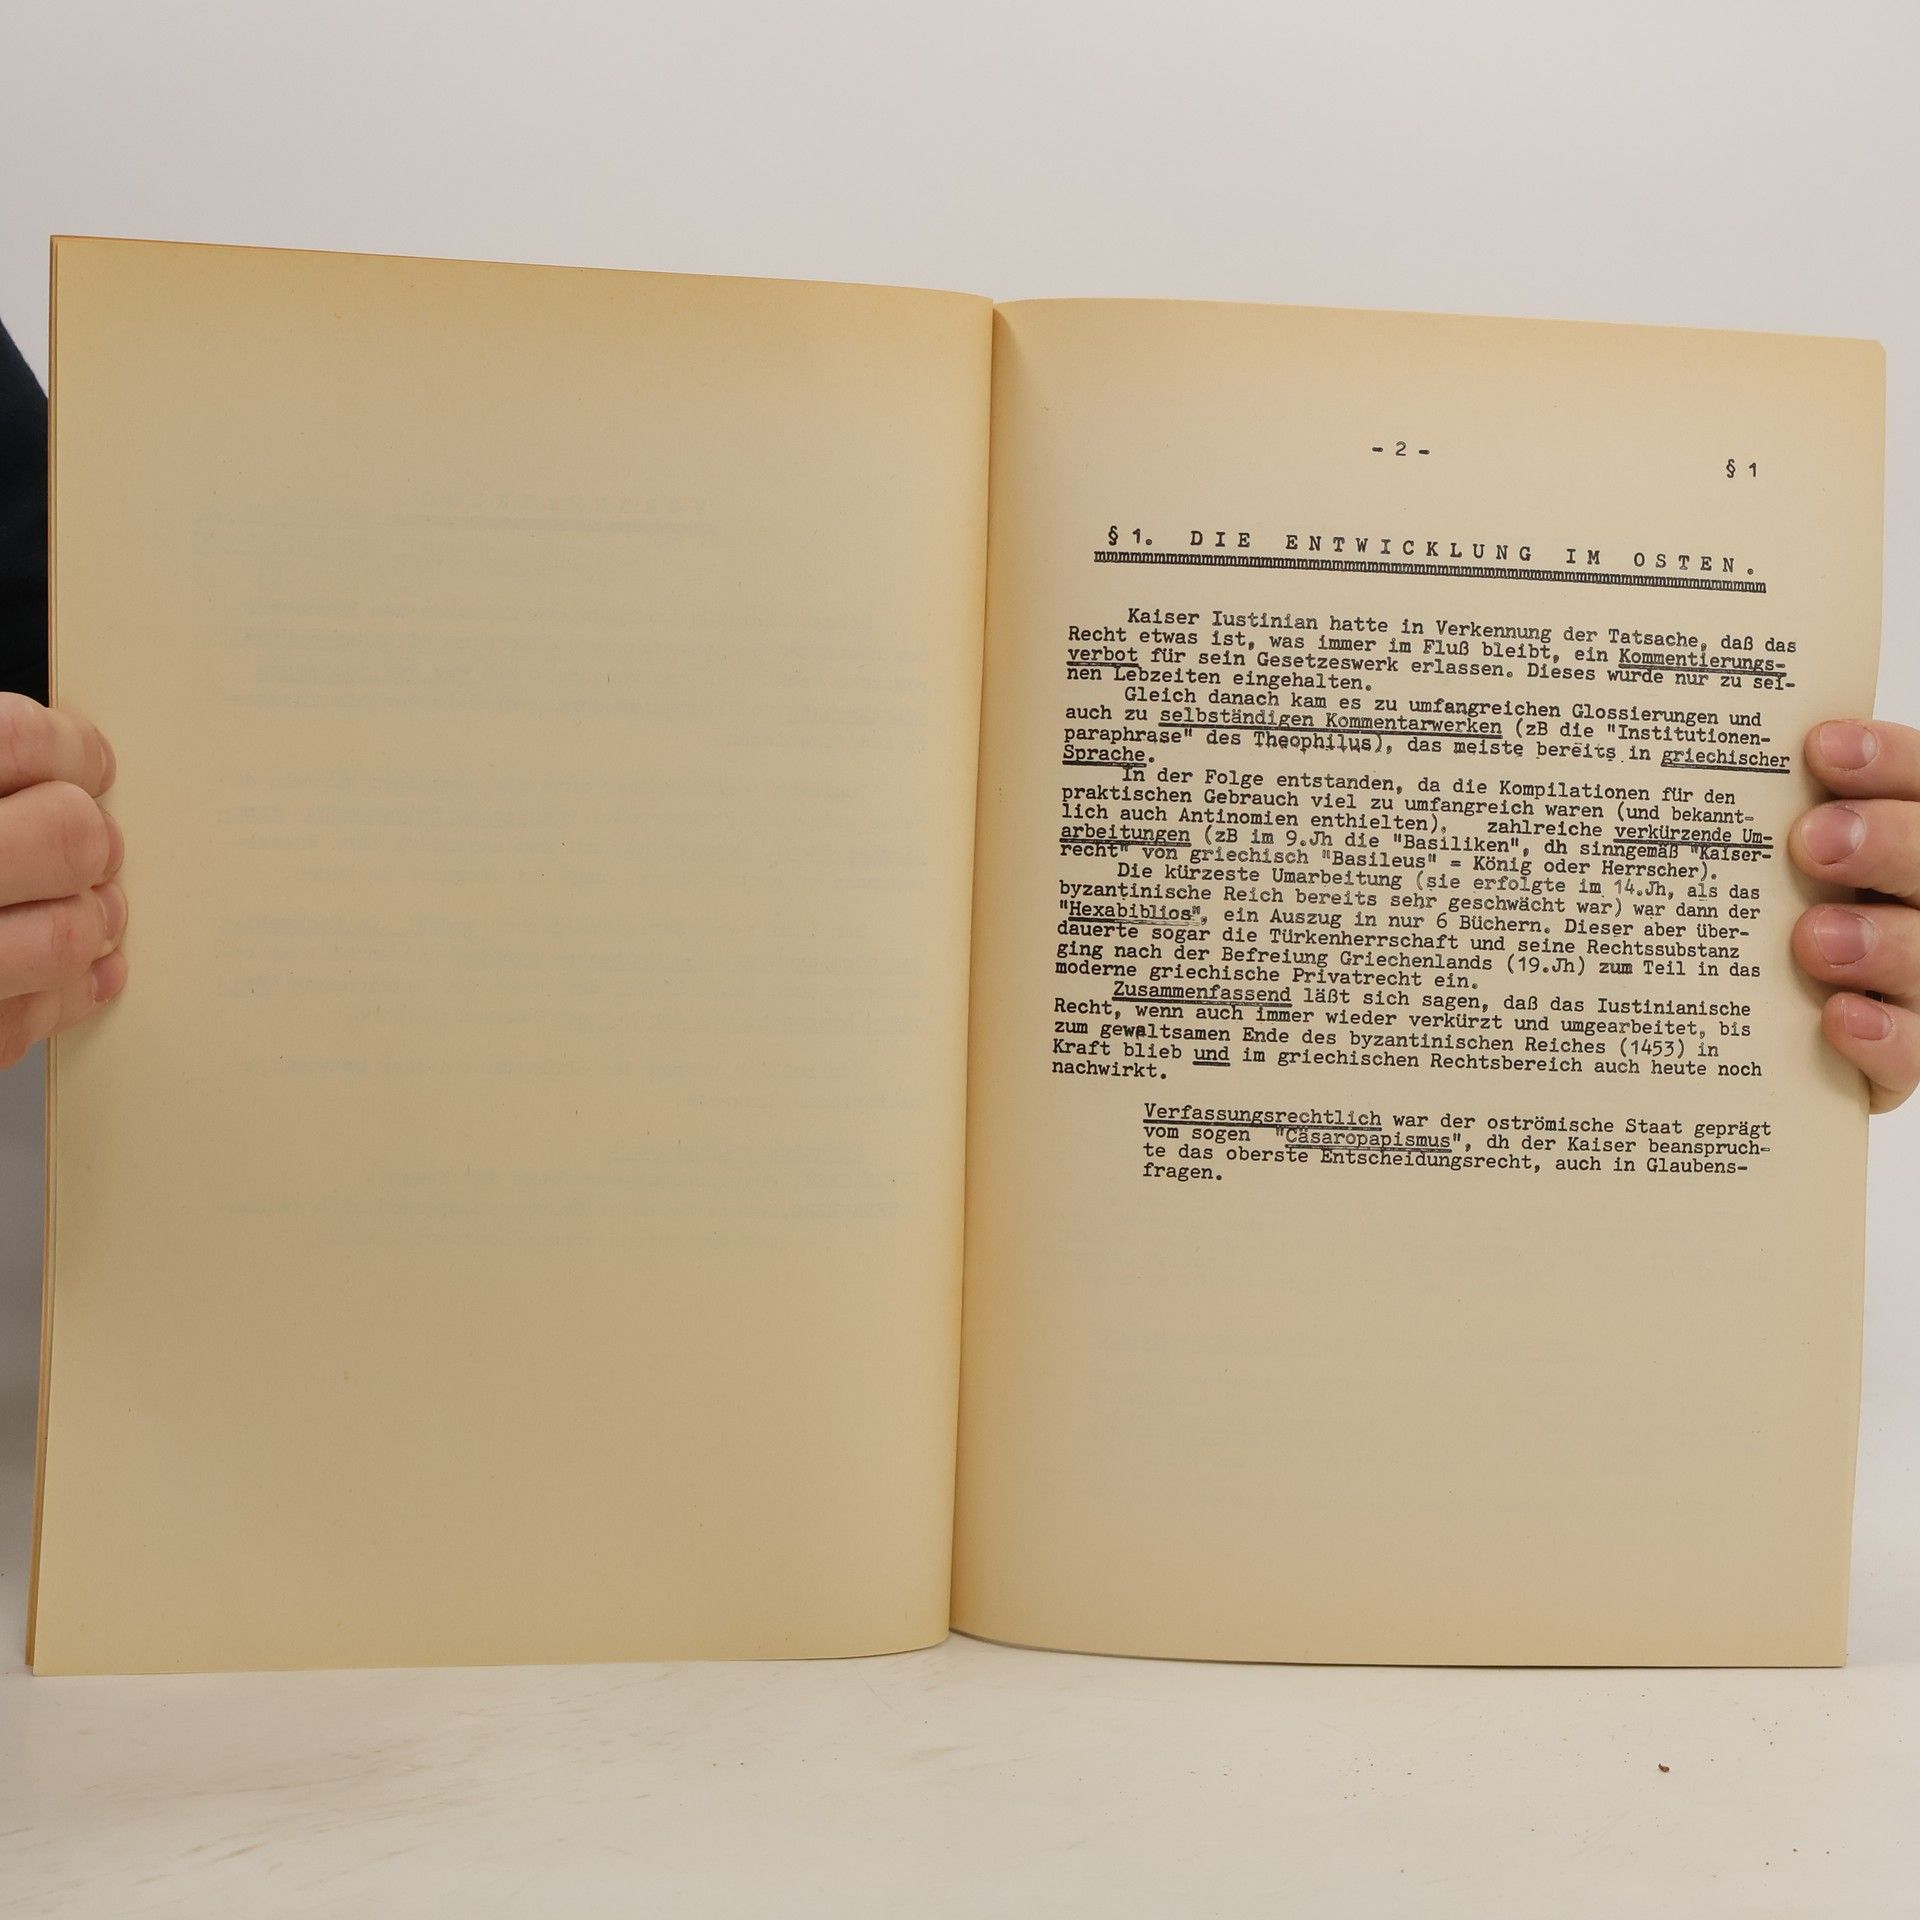 - 2 -
§ 1
§ 1. DIE ENTWICKLUNG IM OSTEN.
Kaiser Iustinian hatte in Verkennung der Tatsache, daß das
Recht etwas ist, was immer im Fluß bleibt, ein Kommentierungs-
verbot für sein Gesetzeswerk erlassen. Dieses wurde nur zu sei-
nen Lebzeiten eingehalten.
Gleich danach kam es zu umfangreichen Glossierungen und
auch zu selbständigen Kommentarwerken (zB die "Institutionen-
paraphrase" des Theophilus), das meiste bereits in griechischer
Sprache.
In der Folge entstanden, da die Kompilationen für den
praktischen Gebrauch viel zu umfangreich waren (und bekannt-
lich auch Antinomien enthielten), zahlreiche verkürzende Um-
arbeitungen (zB im 9.Jh die "Basiliken", dh sinngemäß "Kaiser-
recht" von griechisch "Basileus" = König oder Herrscher).
Die kürzeste Umarbeitung (sie erfolgte im 14.Jh, als das
byzantinische Reich bereits sehr geschwächt war) war dann der
"Hexabiblios", ein Auszug in nur 6 Büchern. Dieser aber über-
dauerte sogar die Türkenherrschaft und seine Rechtssubstanz
ging nach der Befreiung Griechenlands (19.Jh) zum Teil in das
moderne griechische Privatrecht ein.
Zusammenfassend läßt sich sagen, daß das Iustinianische
Recht, wenn auch immer wieder verkürzt und umgearbeitet, bis
zum gewaltsamen Ende des byzantinischen Reiches (1453) in
Kraft blieb und im griechischen Rechtsbereich auch heute noch
nachwirkt.
Verfassungsrechtlich war der oströmische Staat geprägt
vom sogen "Cäsaropapismus", dh der Kaiser beanspruch-
te das oberste Entscheidungsrecht, auch in Glaubens-
fragen.